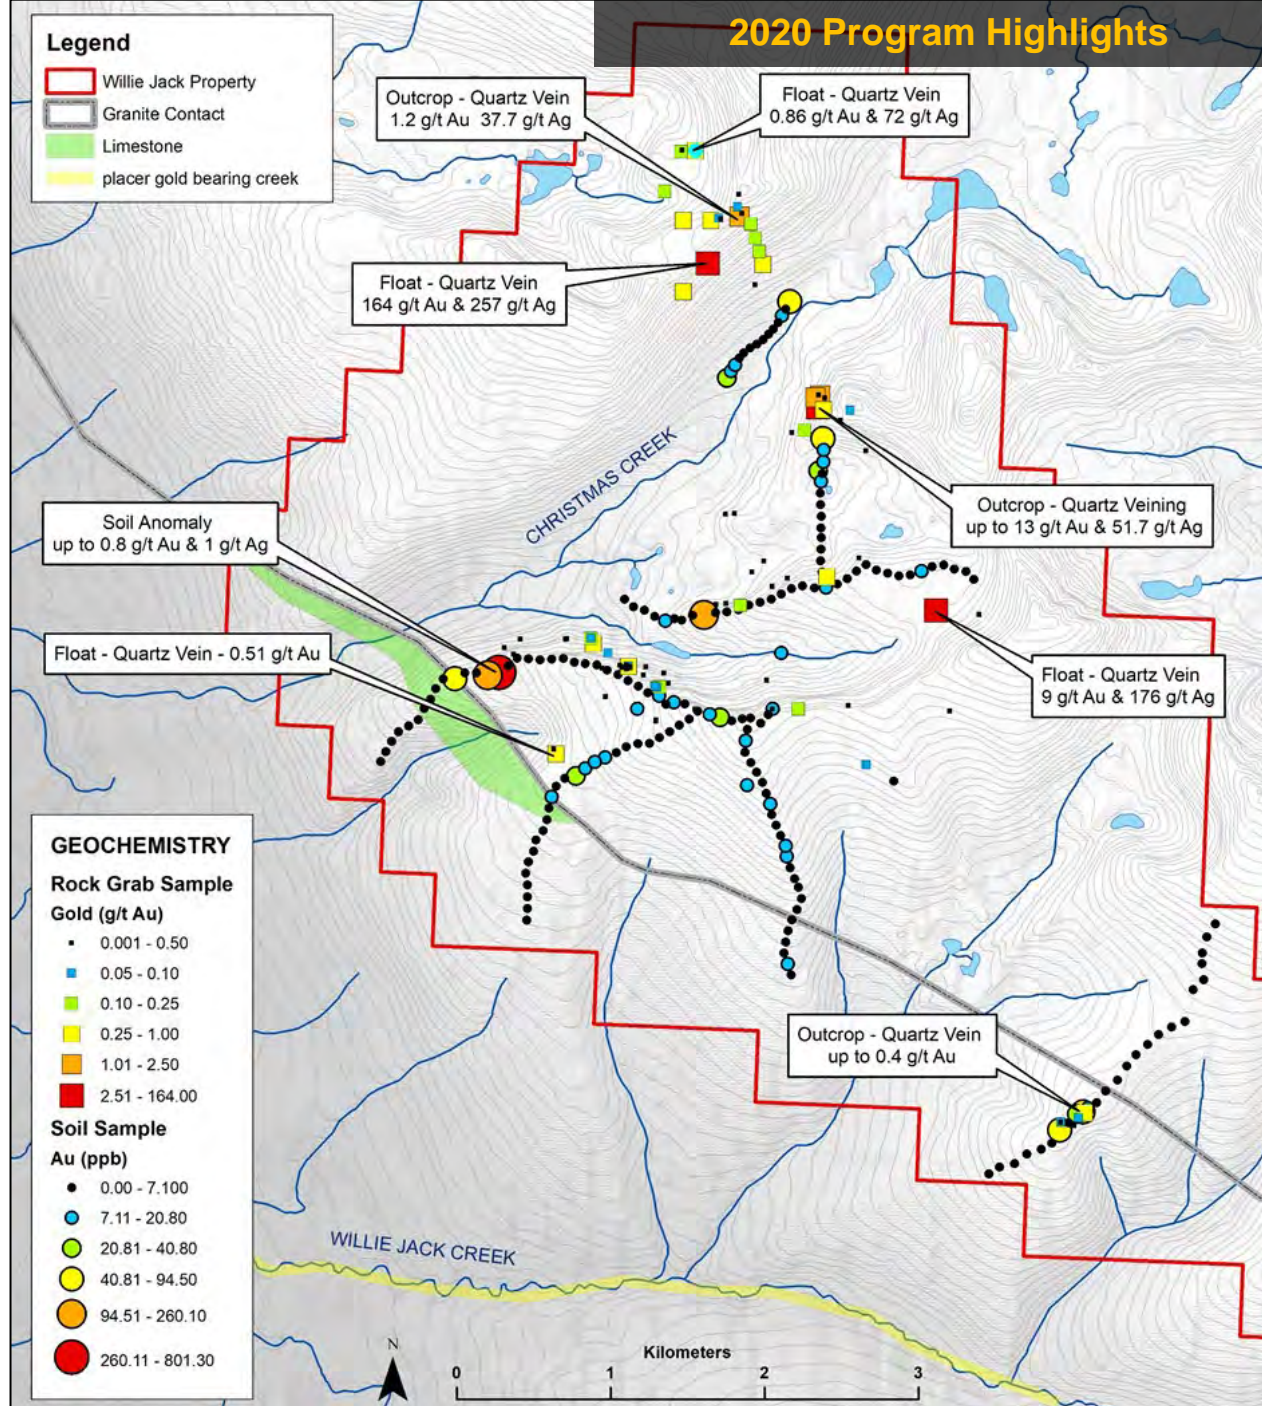 2020 Program Highlights
Legend
Willie Jack Property
Granite Contact
Limestone
placer gold bearing creek
Outcrop - Quartz Vein
1.2 g/t Au 37.7 g/t Ag
Float - Quartz Vein
0.86 g/t Au & 72 g/t Ag
Float - Quartz Vein
164 g/t Au & 257 g/t Ag
CHRISTMAS CREEK
Outcrop - Quartz Veining
up to 13 g/t Au & 51.7 g/t Ag
Soil Anomaly
up to 0.8 g/t Au & 1 g/t Ag
Float - Quartz Vein - 0.51 g/t Au
Float - Quartz Vein
9 g/t Au & 176 g/t Ag
Outcrop - Quartz Vein
up to 0.4 g/t Au
GEOCHEMISTRY
Rock Grab Sample
Gold (g/t Au)
0.001 - 0.50
0.05 - 0.10
0.10 - 0.25
0.25 - 1.00
1.01 - 2.50
2.51 - 164.00
Soil Sample
Au (ppb)
0.00 - 7.100
7.11 - 20.80
20.81 - 40.80
40.81 - 94.50
94.51 - 260.10
260.11 - 801.30
WILLIE JACK CREEK
N
Kilometers
0 1 2 3